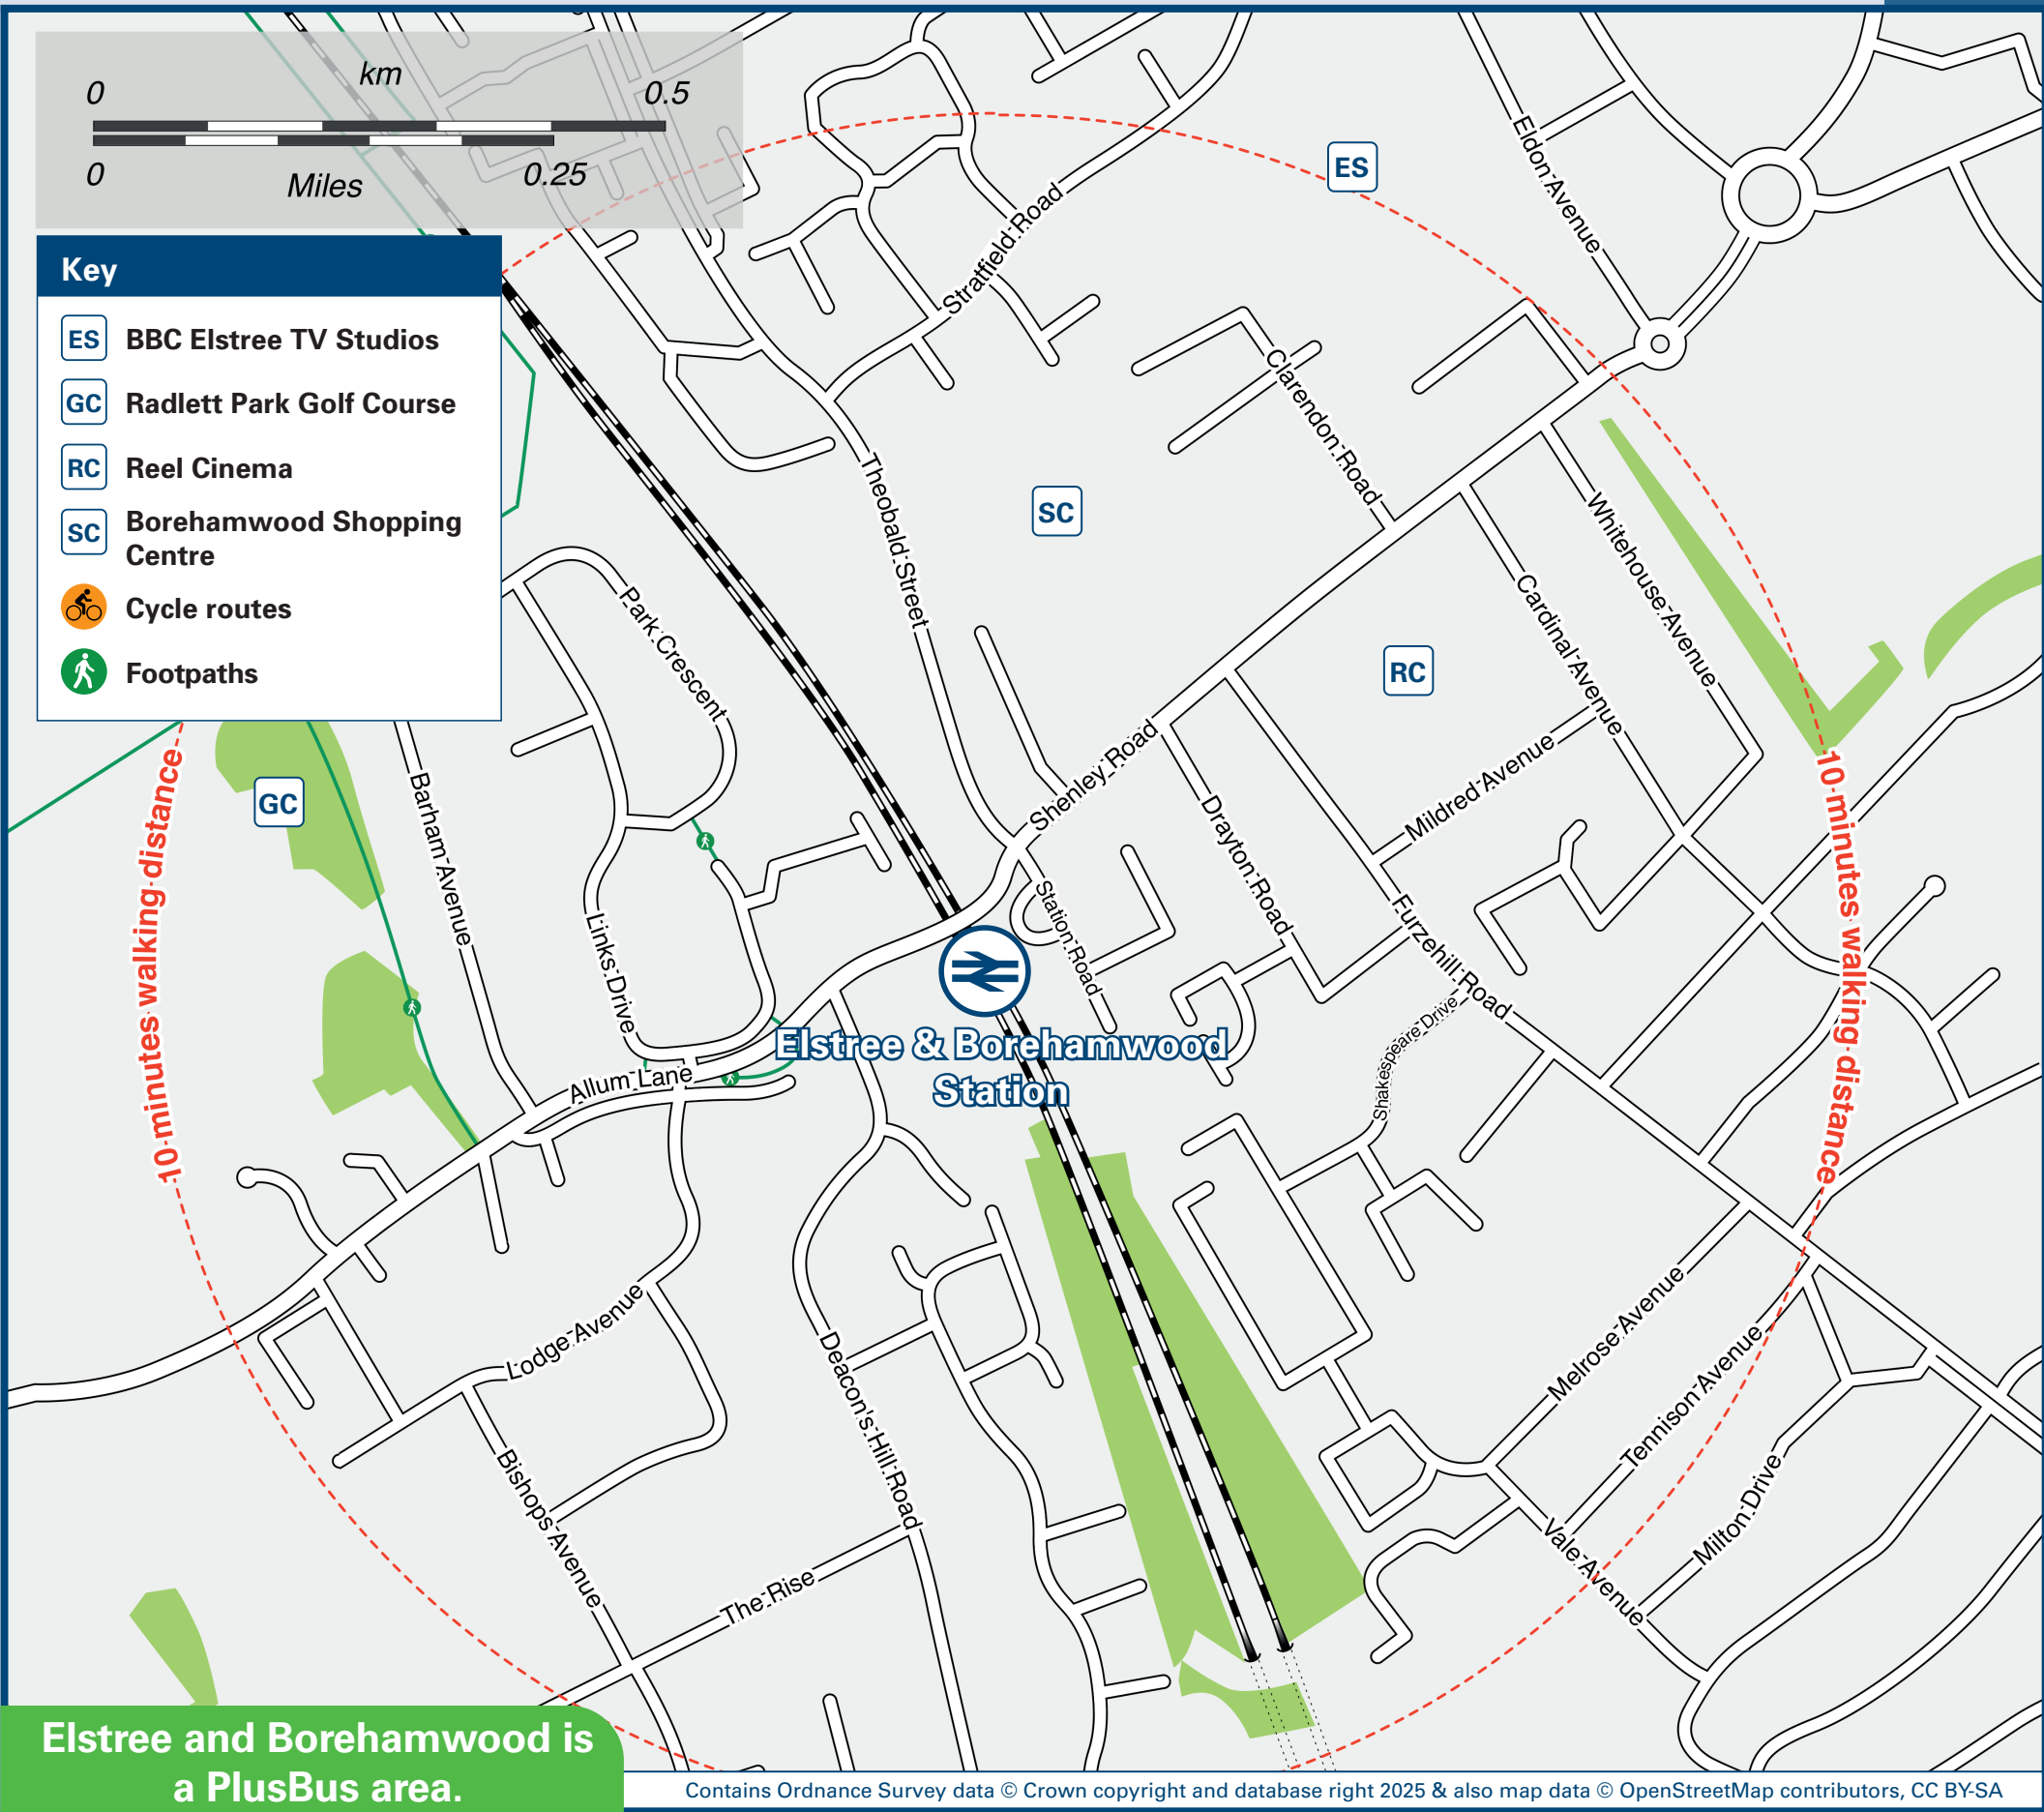 km
0
0.5
0
Miles
0.25
Key
ES BBC Elstree TV Studios
GC Radlett Park Golf Course
RC Reel Cinema
SC Borehamwood Shopping
Centre
Cycle routes
Footpaths
ES
Eldon Avenue
Stratfield Road
Clarendon Road
SC
Theobald Street
Whitehouse Avenue
Cardinal Avenue
Park Crescent
RC
Shenley Road
Mildred Avenue
10 minutes walking distance
GC
Barham Avenue
Drayton Road
10 minutes walking distance
Links Drive
Station Road
Furzehill Road
Shakespeare Drive
Elstree & Borehamwood
Station
Allum Lane
Lodge Avenue
Deacon's Hill Road
Melrose Avenue
Tennison Avenue
Bishops Avenue
Milton Drive
Vale Avenue
The Rise
Elstree and Borehamwood is
a PlusBus area.
Contains Ordnance Survey data © Crown copyright and database right 2025 & also map data © OpenStreetMap contributors, CC BY-SA